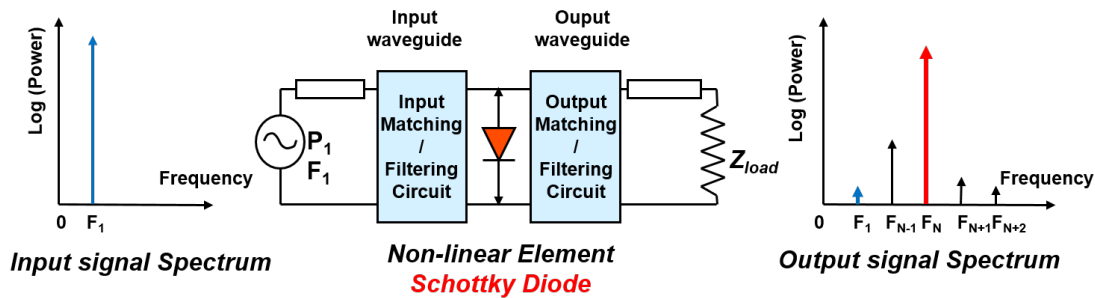 Log (Power)
Frequency
0
F1
Input signal Spectrum
Input
waveguide
Ouput
waveguide
P1
F1
Input
Matching
/
Filtering
Circuit
Output
Matching
/
Filtering
Circuit
Zload
Non-linear Element
Schottky Diode
Log (Power)
Frequency
0
F1
FN-1
FN
FN+1
FN+2
Output signal Spectrum